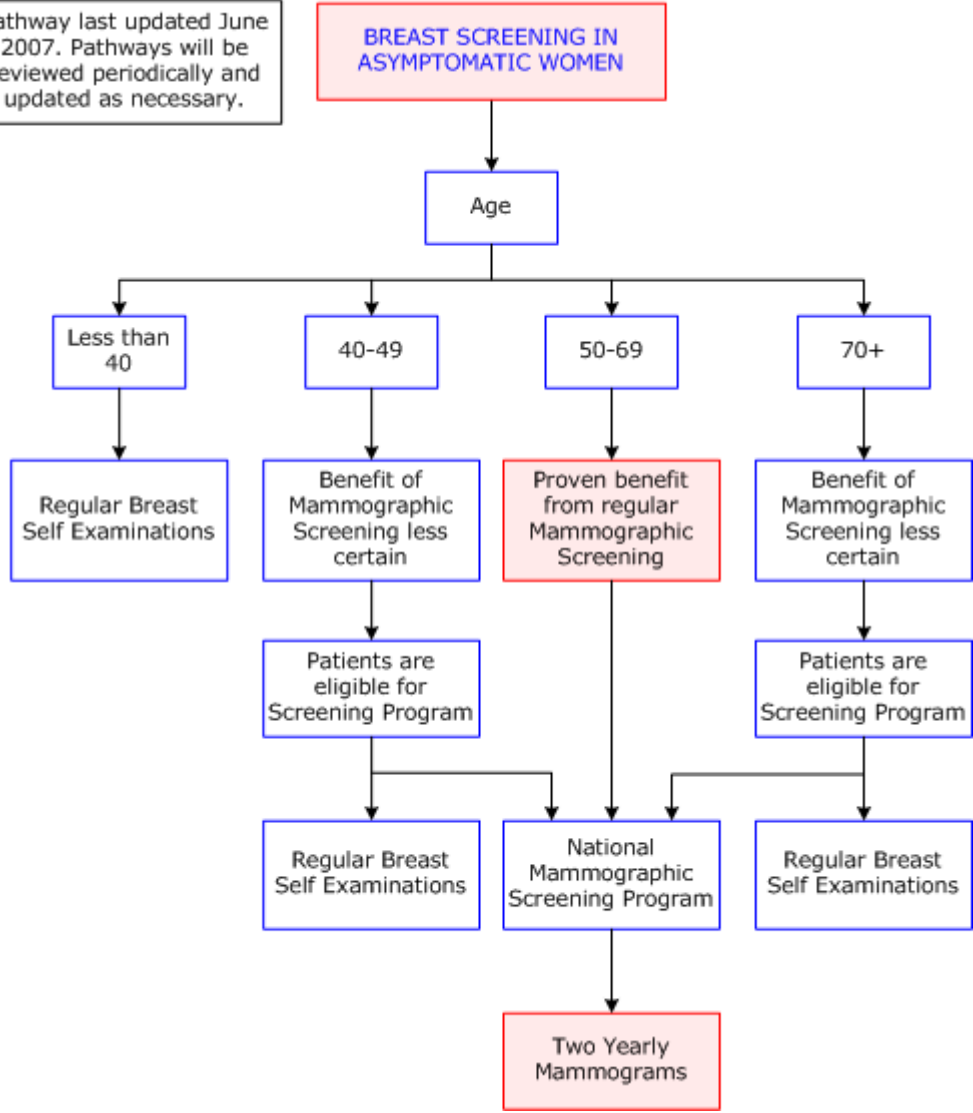 athway last updated June
2007. Pathways will be
eviewed periodically and
updated as necessary.
BREAST SCREENING IN
ASYMPTOMATIC WOMEN
Age
Less than
40
40-49
50-69
70+
Regular Breast
Self Examinations
Benefit of
Mammographic
Screening less
certain
Proven benefit
from regular
Mammographic
Screening
Benefit of
Mammographic
Screening less
certain
Patients are
eligible for
Screening Program
Patients are
eligible for
Screening Program
Regular Breast
Self Examinations
National
Mammographic
Screening Program
Regular Breast
Self Examinations
Two Yearly
Mammograms